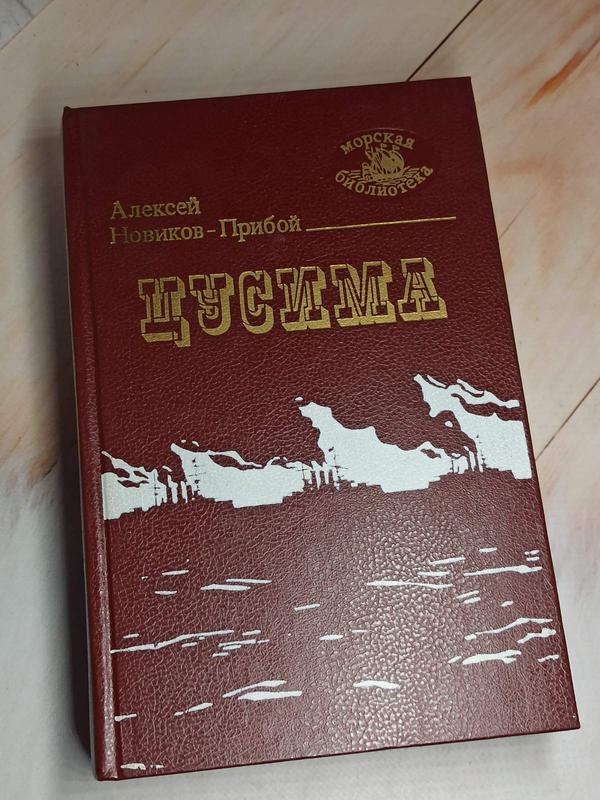 морская
библиотека
Алексей
Новиков-Прибой
ЦУСИМА